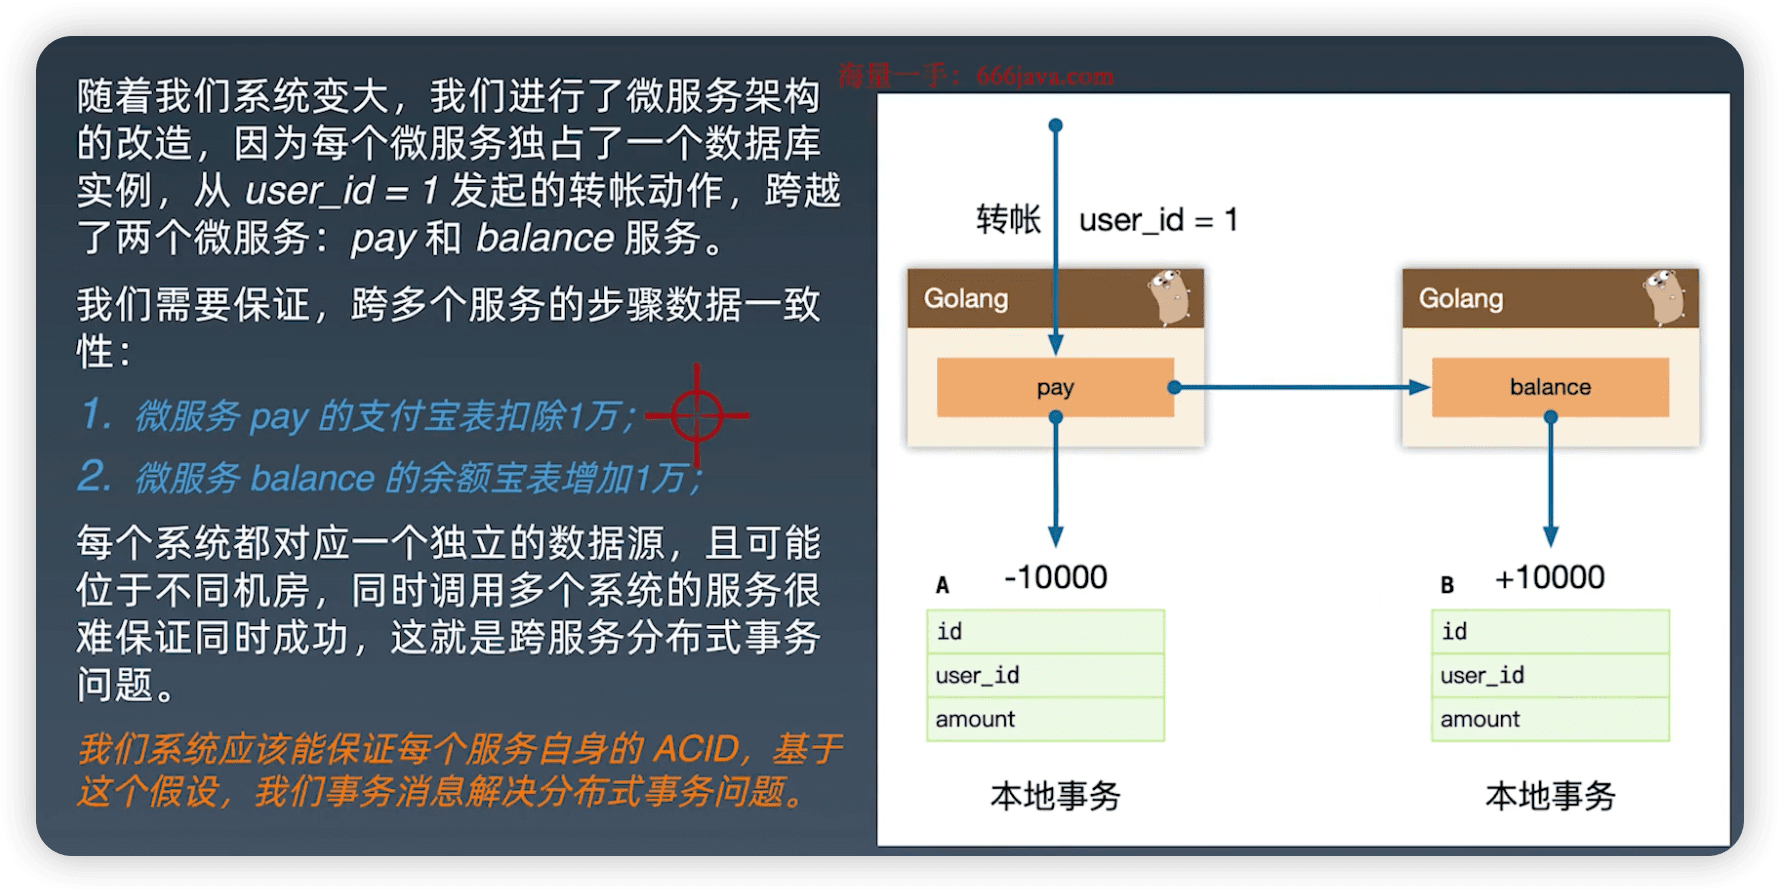 海量一手：666java.com
随着我们系统变大，我们进行了微服务架构
的改造，因为每个微服务独占了一个数据库
实例，从 user_id = 1 发起的转帐动作，跨越
了两个微服务：pay 和 balance 服务。
我们需要保证，跨多个服务的步骤数据一致
性：
1. 微服务 pay 的支付宝表扣除1万；
2. 微服务 balance 的余额宝表增加1万；
每个系统都对应一个独立的数据源，且可能
位于不同机房，同时调用多个系统的服务很
难保证同时成功，这就是跨服务分布式事务
问题。
我们系统应该能保证每个服务自身的 ACID，基于
这个假设，我们事务消息解决分布式事务问题。
转帐 user_id = 1
Golang
pay
-10000
A
id
user_id
amount
本地事务
Golang
balance
+10000
B
id
user_id
amount
本地事务